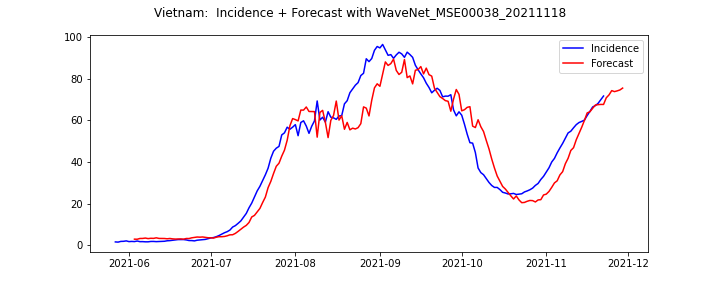 Vietnam:  Incidence + Forecast with WaveNet_MSE00038_20211118
Incidence
Forecast
100
80
60
40
20
0
2021-06 2021-07 2021-08 2021-09 2021-10 2021-11 2021-12